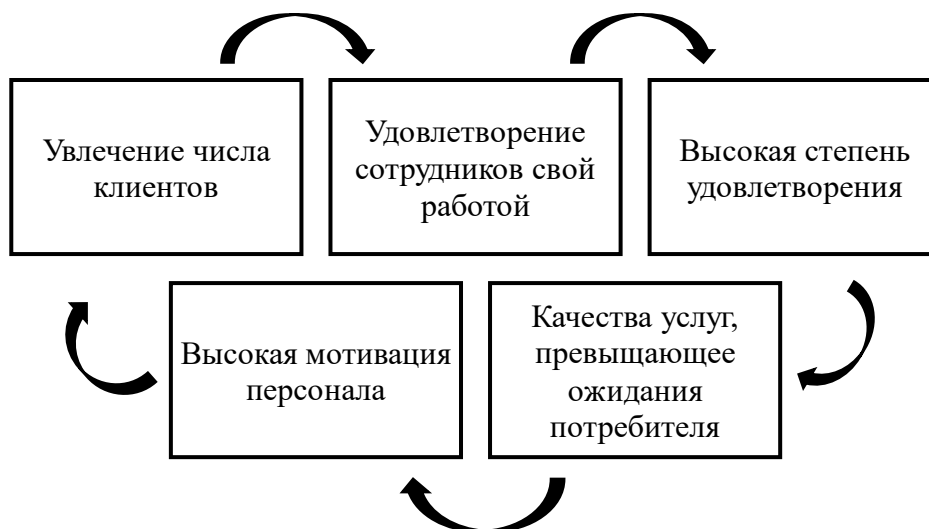 Увлечение числа
клиентов
Удовлетворение
сотрудников свой
работой
Высокая степень
удовлетворения
Высокая мотивация
персонала
Качества услуг,
превыщающее
ожидания
потребителя